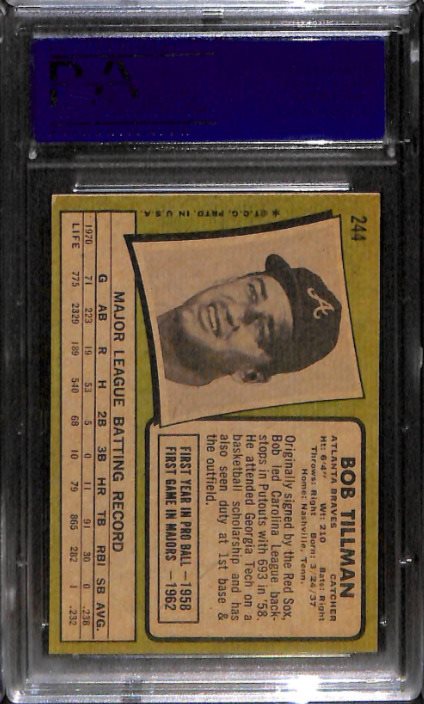 244
*©T.C.G. PRTD. IN U.S.A.
A
BOB TILLMAN
ATLANTA BRAVES CATCHER
Ht: 6'4" Wt: 210 Bats: Right
Throws: Right Born: 3/24/37
Home: Nashville, Tenn.
Originally signed by the Red Sox,
Bob led Carolina League back-
stops in Putouts with 693 in '58.
He attended Georgia Tech on a
basketball scholarship and has
also seen duty at 1st base &
the outfield.
FIRST YEAR IN PRO BALL—1958
FIRST GAME IN MAJORS —1962
MAJOR LEAGUE BATTING RECORD
G AB R H 2B 3B HR TB RBI SB AVG.
1970 71 223 19 53 5 0 11 91 30 0 .238
LIFE 775 2329 189 540 68 10 79 865 282 1 .232